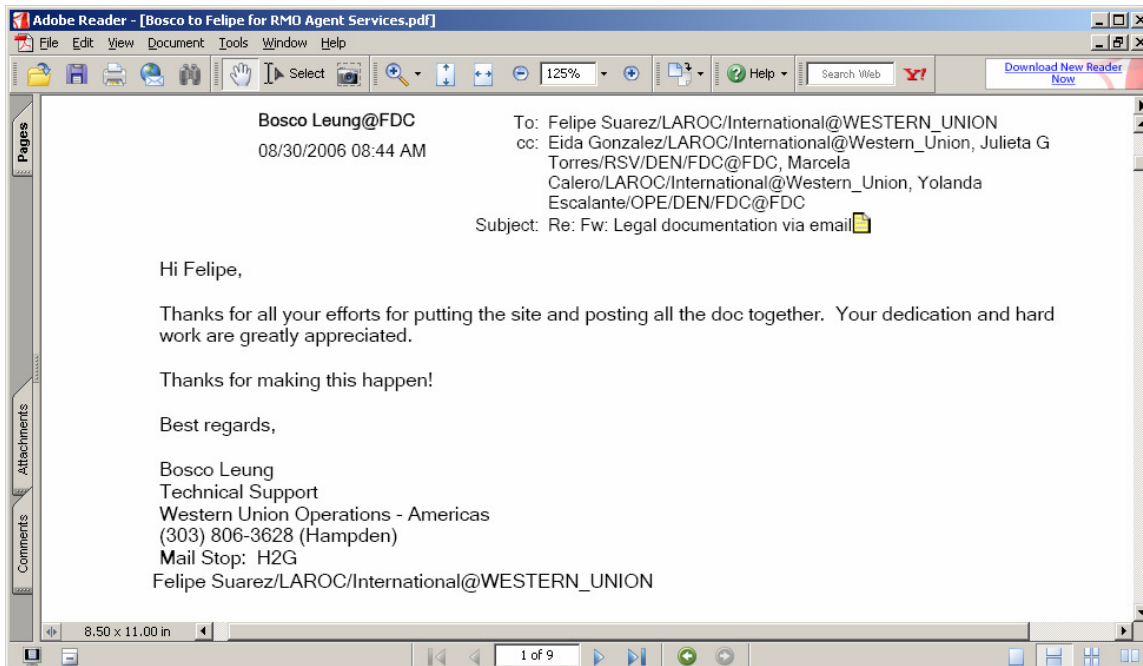 Adobe Reader - [Bosco to Felipe for RMO Agent Services.pdf]
File Edit View Document Tools Window Help
Select 125% Help Search Web Y! Download New Reader Now
Pages
Attachments
Comments
Bosco Leung@FDC
08/30/2006 08:44 AM
To: Felipe Suarez/LAROC/International@WESTERN_UNION
cc: Eida Gonzalez/LAROC/International@Western_Union, Julieta G
Torres/RSV/DEN/FDC@FDC, Marcela
Calero/LAROC/International@Western_Union, Yolanda
Escalante/OPE/DEN/FDC@FDC
Subject: Re: Fw: Legal documentation via email
Hi Felipe,
Thanks for all your efforts for putting the site and posting all the doc together. Your dedication and hard
work are greatly appreciated.
Thanks for making this happen!
Best regards,
Bosco Leung
Technical Support
Western Union Operations - Americas
(303) 806-3628 (Hampden)
Mail Stop: H2G
Felipe Suarez/LAROC/International@WESTERN_UNION
8.50 x 11.00 in
1 of 9